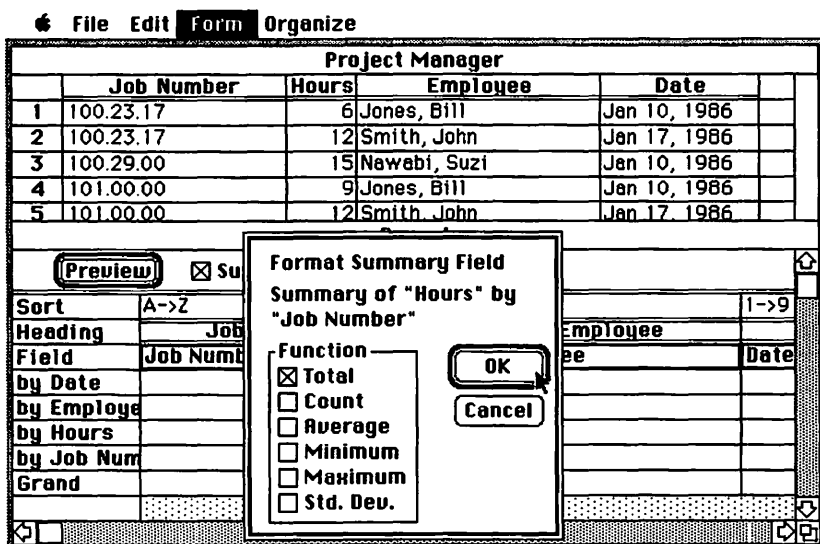 File Edit Form Organize
Project Manager
Job Number Hours Employee Date
1 100.23.17 6 Jones, Bill Jan 10, 1986
2 100.23.17 12 Smith, John Jan 17, 1986
3 100.29.00 15 Nawabi, Suzi Jan 10, 1986
4 101.00.00 9 Jones, Bill Jan 10, 1986
5 101.00.00 12 Smith, John Jan 17, 1986
Preview Su
Sort A->Z 1->9
Heading Job Employee
Field Job Numb ee Date
by Date
by Employe
by Hours
by Job Num
Grand
Format Summary Field
Summary of "Hours" by
"Job Number"
Function
Total
Count
Average
Minimum
Maximum
Std. Dev.
OK
Cancel